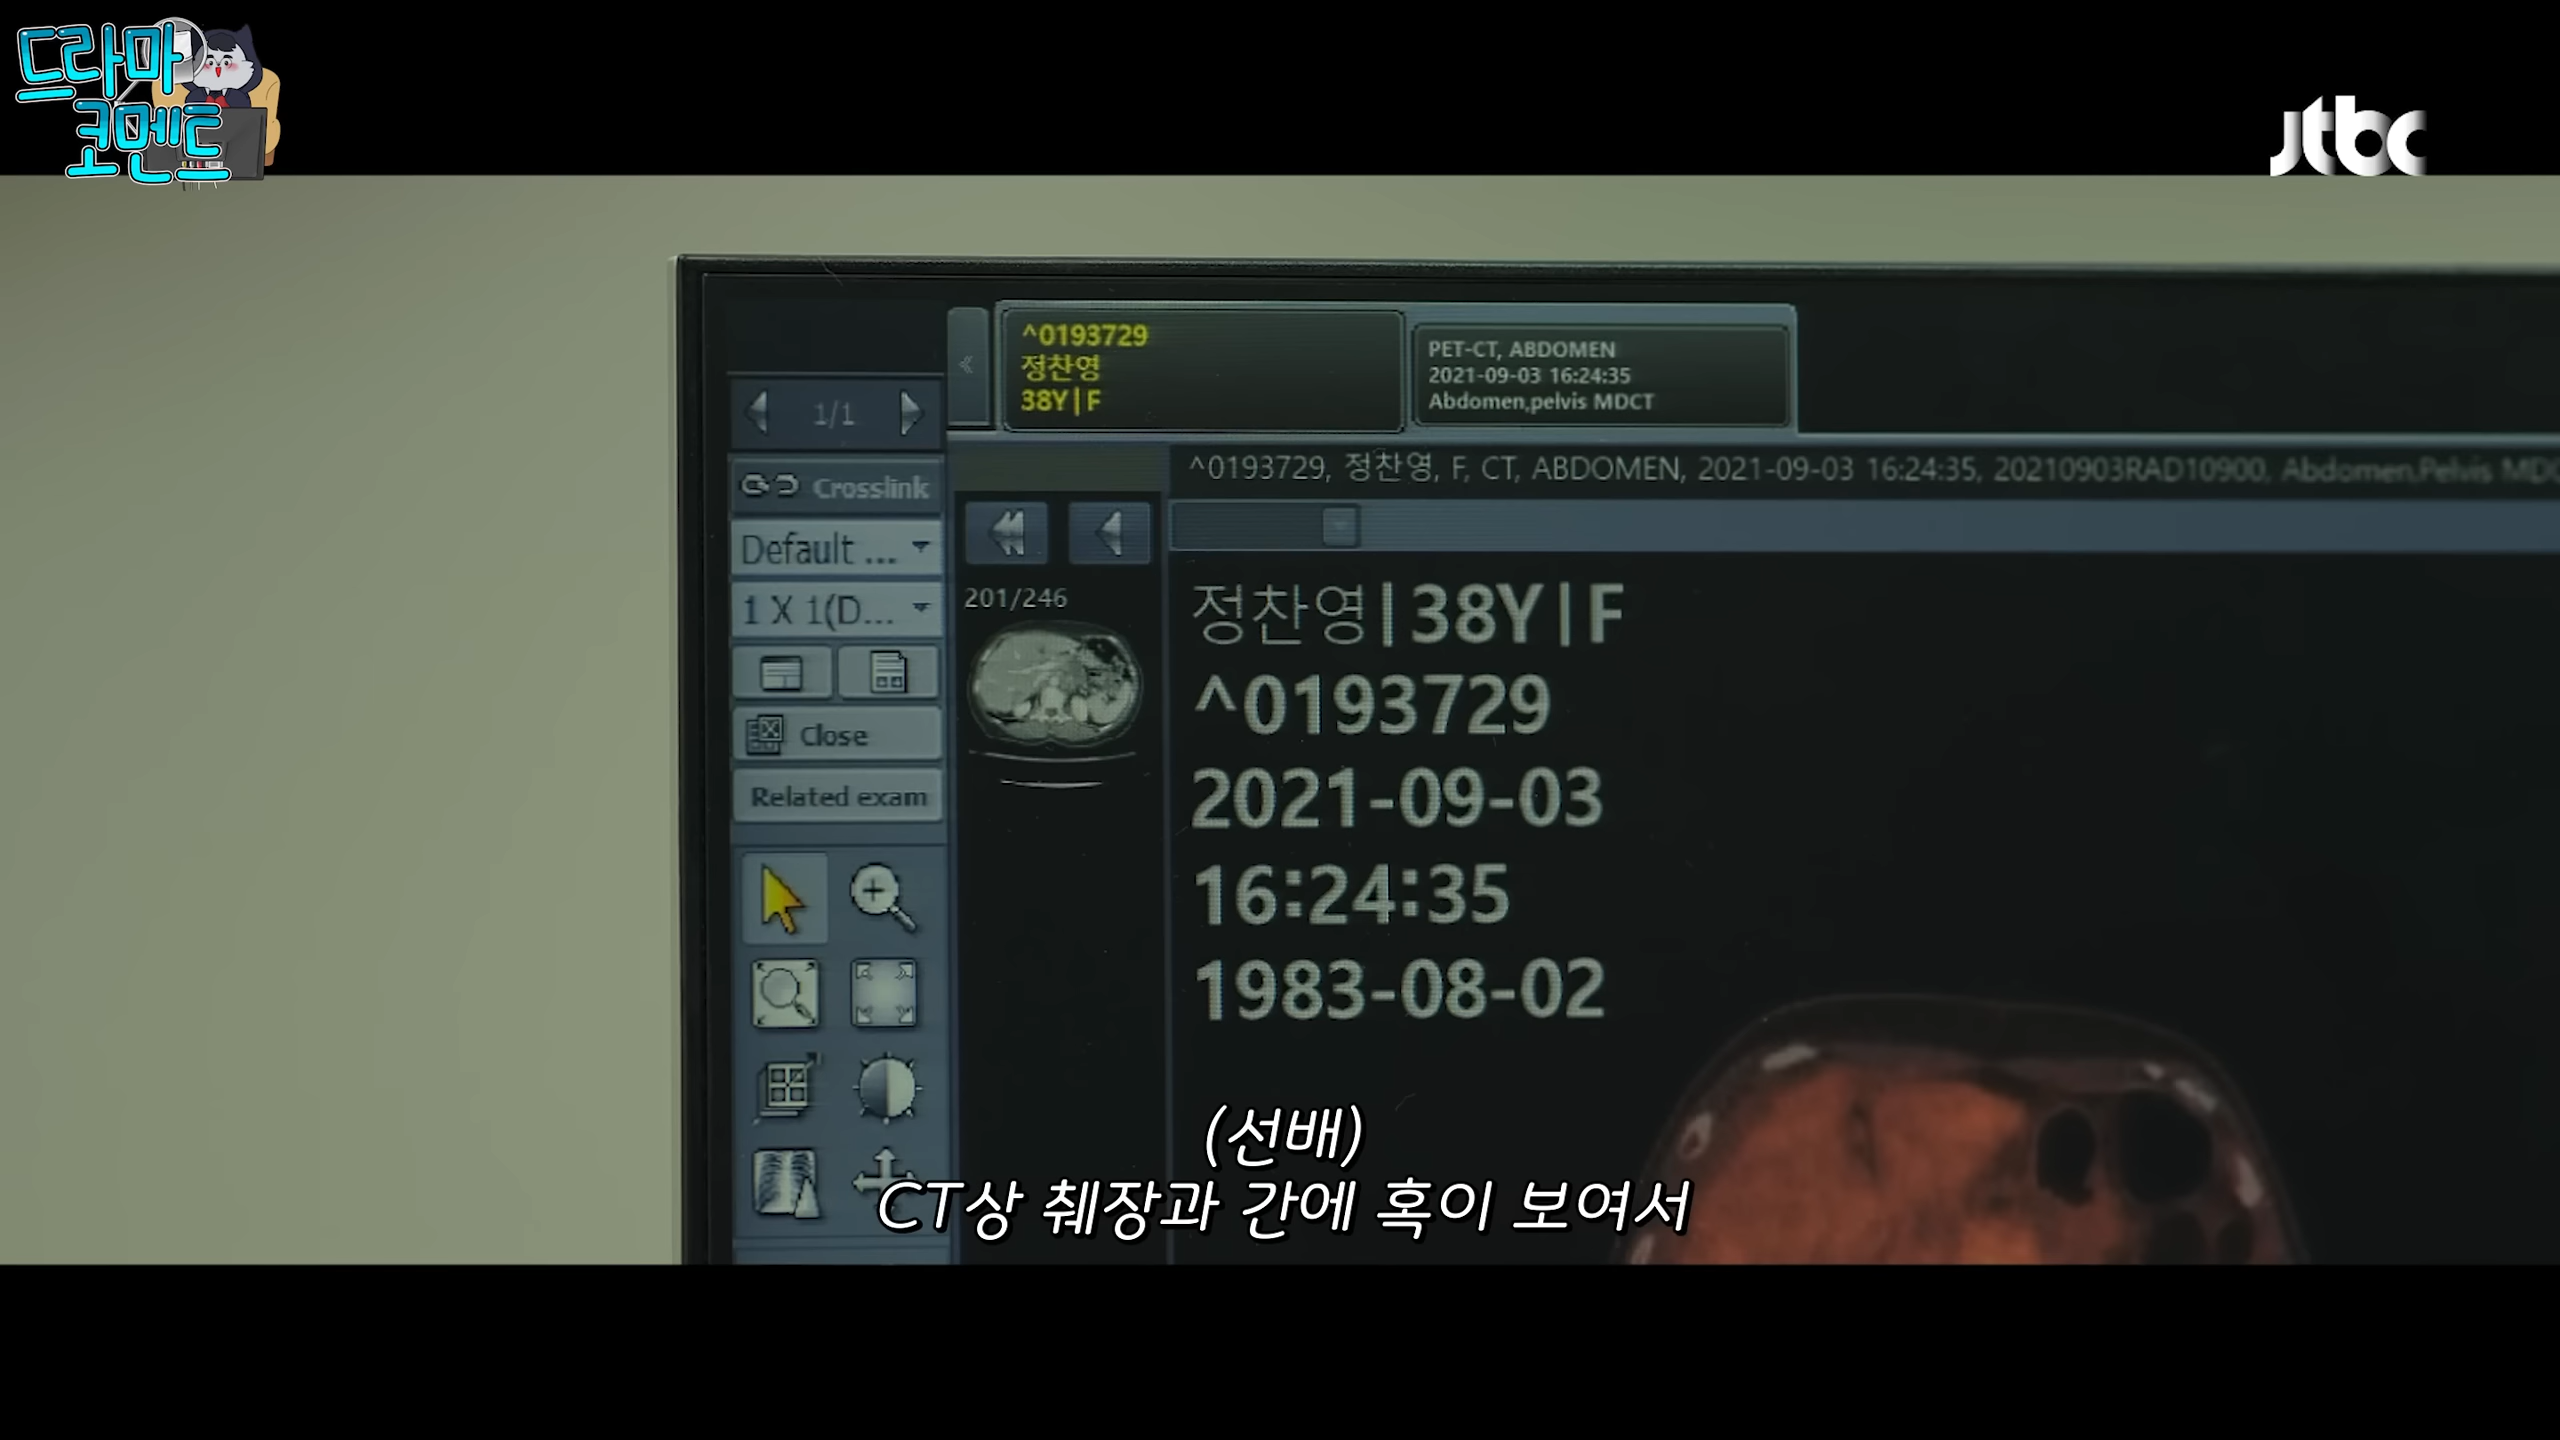 드라마
코멘트
jtbc
^0193729
정찬영
38Y|F
PET-CT, ABDOMEN
2021-09-03 16:24:35
Abdomen,pelvis MDCT
1/1
^0193729, 정찬영, F, CT, ABDOMEN, 2021-09-03 16:24:35, 20210903RAD10900, Abdomen,Pelvis MDC
Crosslink
Default ...
1 X 1(D...
201/246
Close
Related exam
정찬영|38Y|F
^0193729
2021-09-03
16:24:35
1983-08-02
(선배)
CT상 췌장과 간에 혹이 보여서